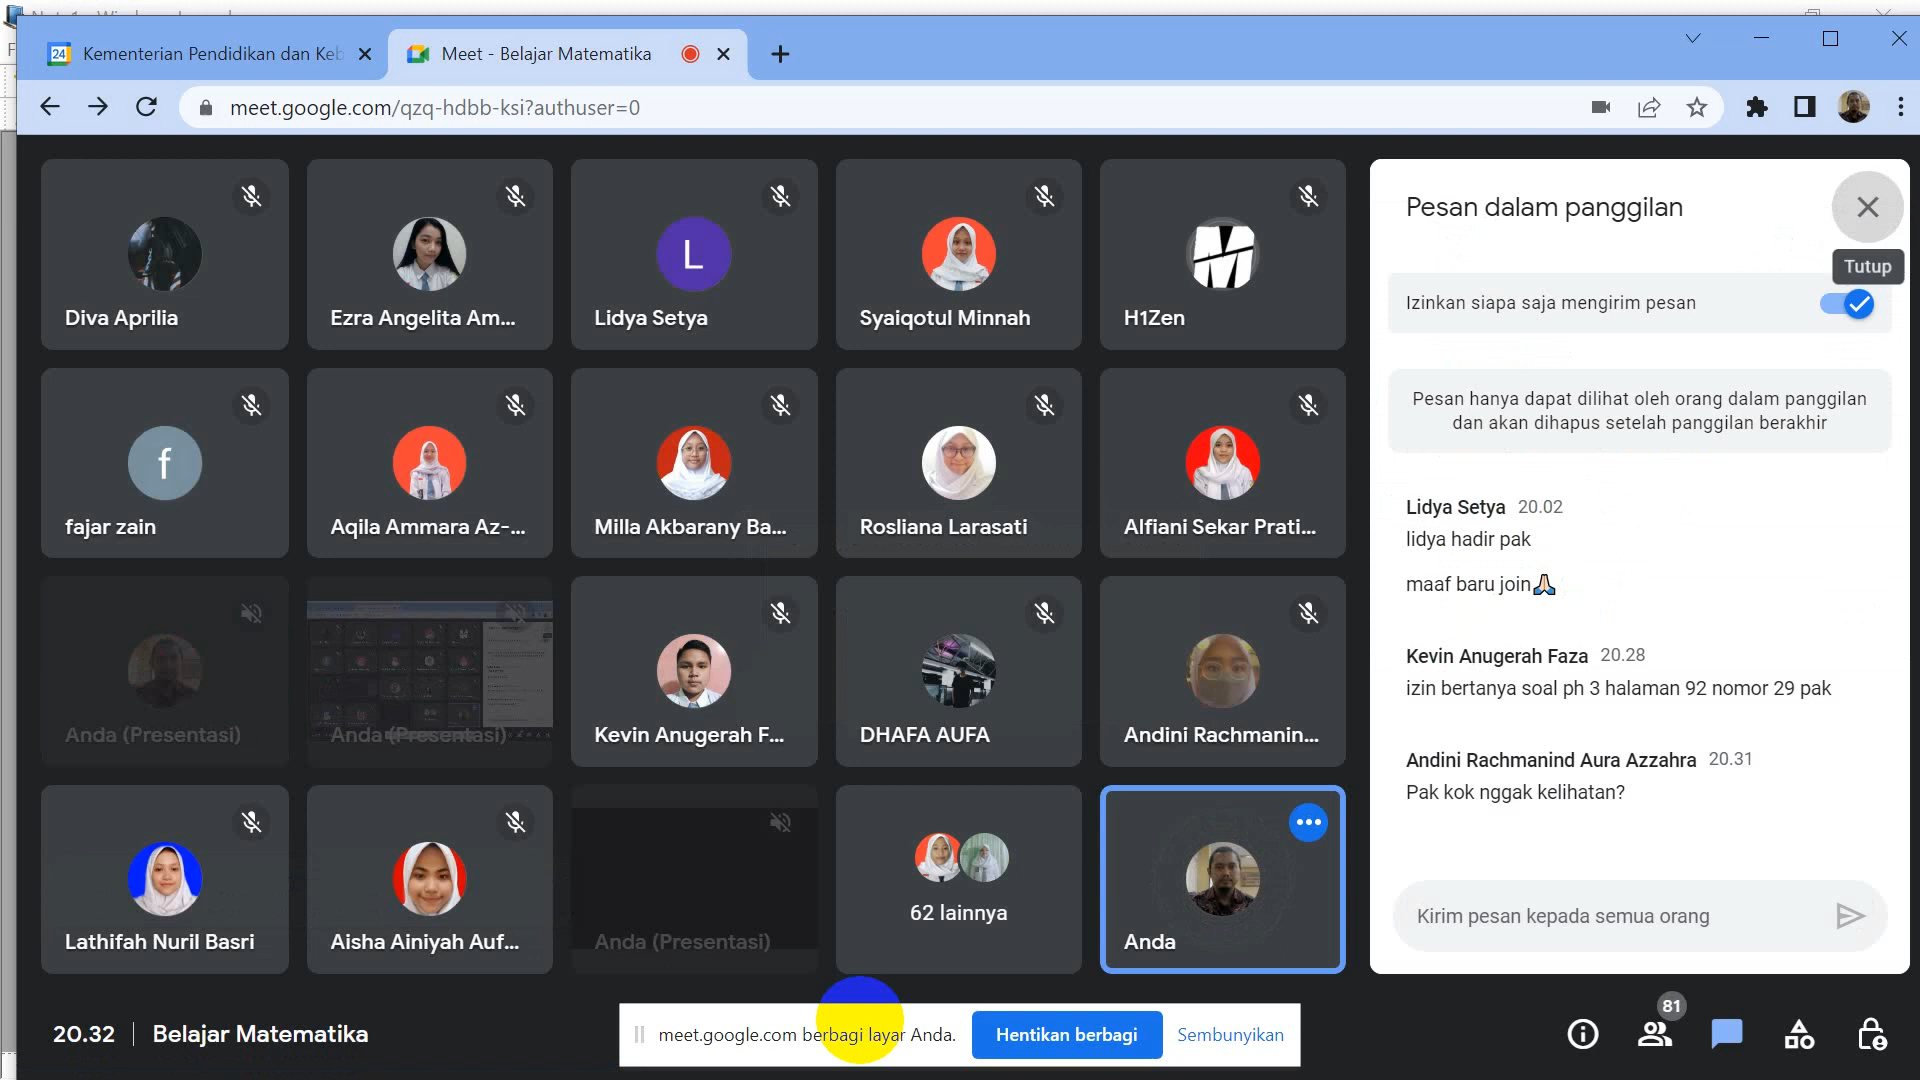 Kementerian Pendidikan dan Keb
Meet - Belajar Matematika
meet.google.com/qzq-hdbb-ksi?authuser=0
Diva Aprilia
Ezra Angelita Am...
L
Lidya Setya
Syaiqotul Minnah
H1Zen
f
fajar zain
Aqila Ammara Az-...
Milla Akbarany Ba...
Rosliana Larasati
Alfiani Sekar Prati...
Anda (Presentasi)
Anda (Presentasi)
Kevin Anugerah F...
DHAFA AUFA
Andini Rachmanin...
Lathifah Nuril Basri
Aisha Ainiyah Auf...
Anda (Presentasi)
62 lainnya
Anda
Pesan dalam panggilan
Tutup
Izinkan siapa saja mengirim pesan
Pesan hanya dapat dilihat oleh orang dalam panggilan
dan akan dihapus setelah panggilan berakhir
Lidya Setya 20.02
lidya hadir pak
maaf baru join🙏🏻
Kevin Anugerah Faza 20.28
izin bertanya soal ph 3 halaman 92 nomor 29 pak
Andini Rachmanind Aura Azzahra 20.31
Pak kok nggak kelihatan?
Kirim pesan kepada semua orang
20.32 | Belajar Matematika
meet.google.com berbagi layar Anda.
Hentikan berbagi
Sembunyikan
81